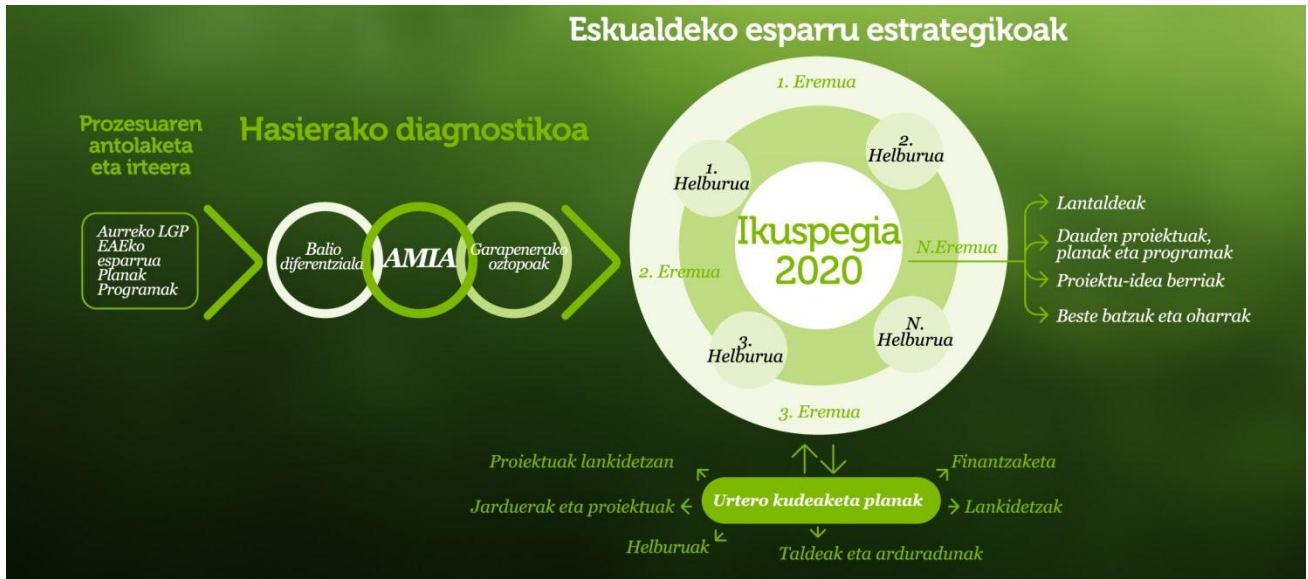 Eskualdeko esparru estrategikoak
Prozesuaren
antolaketa
eta irteera
Aurreko LGP
EAEko
esparrua
Planak
Programak
Hasierako diagnostikoa
Balio
diferentziala
AMIA
Garapenerako
oztopoak
1. Eremua
1.
Helburua
2.
Helburua
Ikuspegia
2020
2. Eremua
N.Eremua
3.
Helburua
N.
Helburua
3. Eremua
Lantaldeak
Dauden proiektuak,
planak eta programak
Proiektu-idea berriak
Beste batzuk eta oharrak
Proiektuak lankidetzan
Finantzaketa
Jarduerak eta proiektuak
Urtero kudeaketa planak
Lankidetzak
Helburuak
Taldeak eta arduradunak